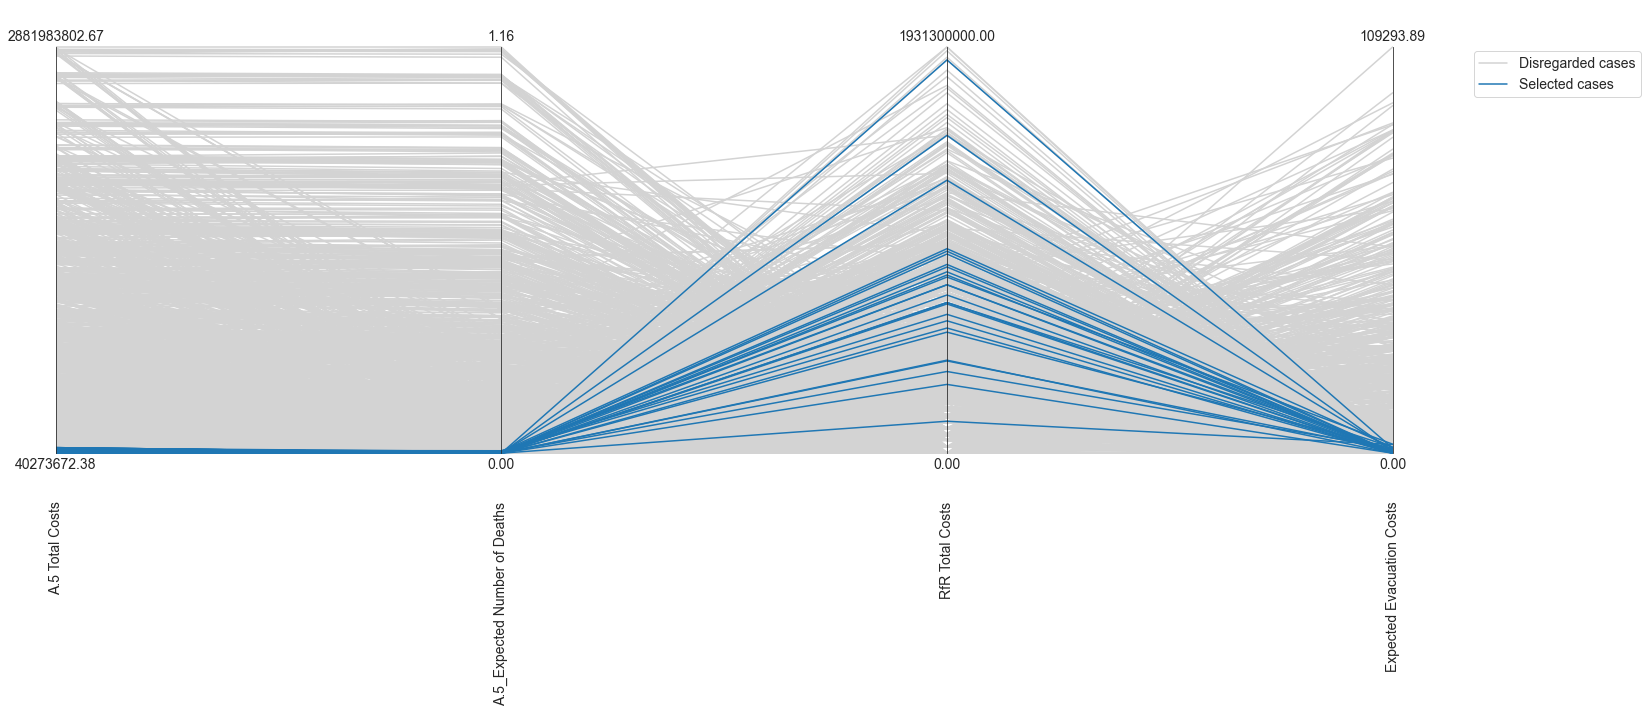 2881983802.67
1.16
1931300000.00
109293.89
Disregarded cases
Selected cases
40273672.38
0.00
0.00
0.00
A.5 Total Costs
A.5_Expected Number of Deaths
RfR Total Costs
Expected Evacuation Costs